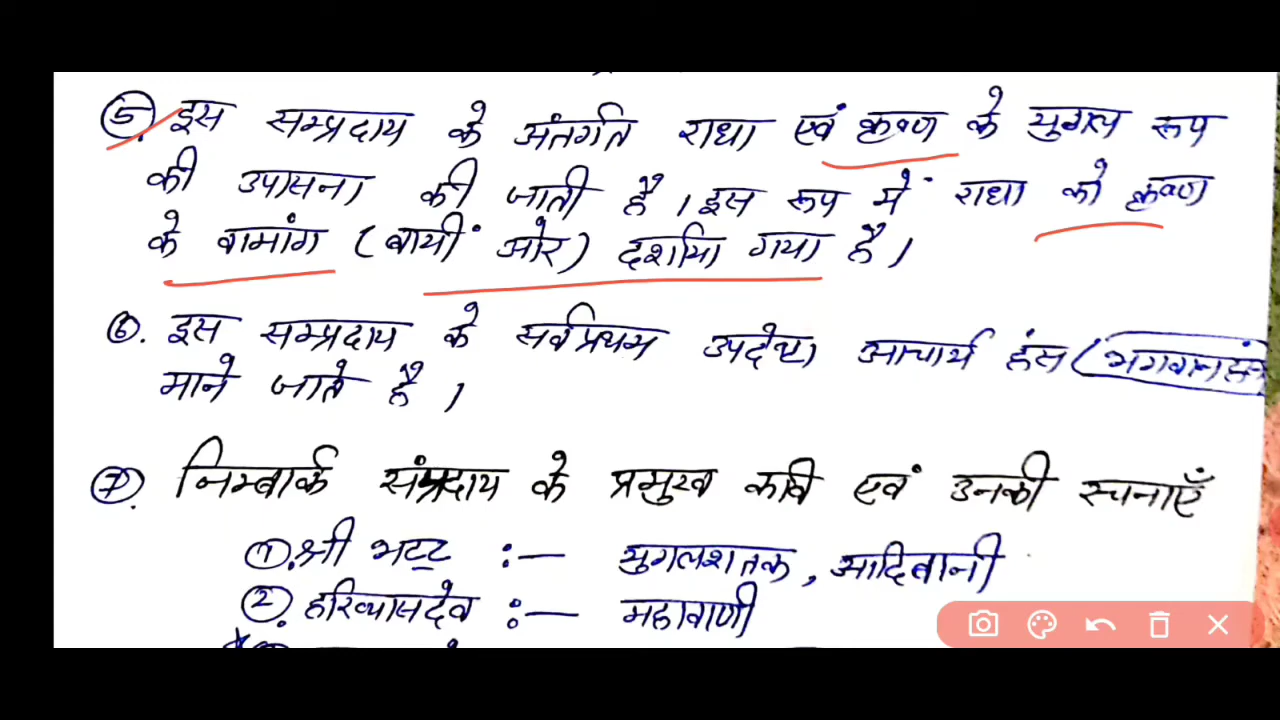 5. इस सम्प्रदाय के अंतर्गत राधा एवं कृष्ण के युगल रूप
की उपासना की जाती है। इस रूप में राधा को कृष्ण
के वामांग (बायीं ओर) दर्शाया गया है।
6. इस सम्प्रदाय के सर्वप्रथम उपदेष्टा आचार्य हंस (भगवान हंस
माने जाते है।
7. निम्बार्क संप्रदाय के प्रमुख कवि एवं उनकी रचनाएँ
1. श्री भट्ट :— युगलशतक, आदिबानी
2. हरिव्यासदेव :— महावाणी